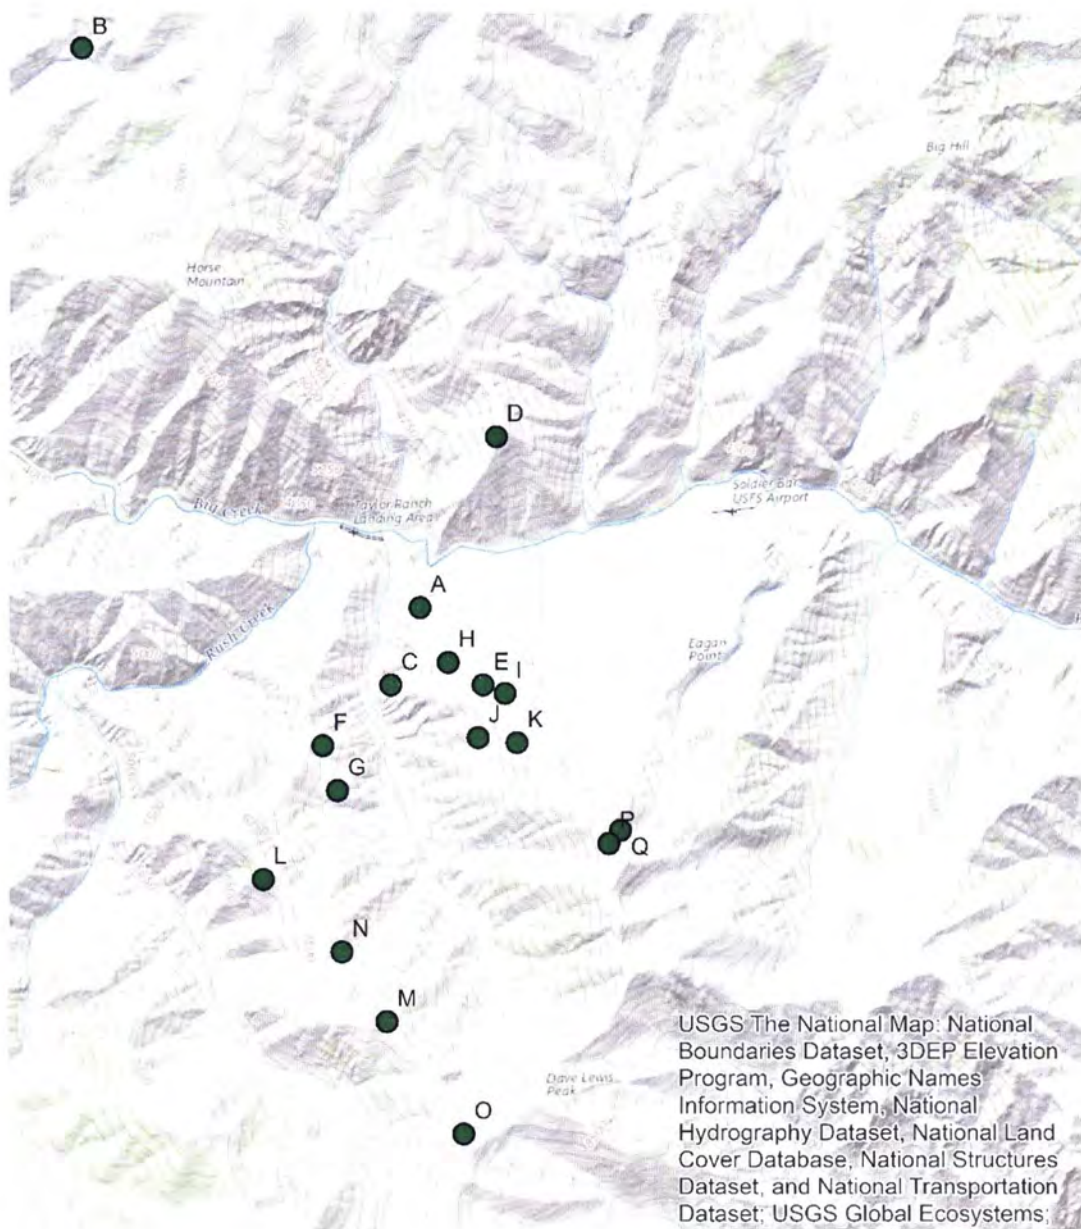 B
Big Hill
Horse
Mountain
D
Big Creek
Taylor Ranch
Landing Area
Soldier Bar
USFS Airport
A
Rush Creek
H
Eagan
Point
C
E
I
J
K
F
G
P
Q
L
N
M
USGS The National Map: National
Boundaries Dataset, 3DEP Elevation
Program, Geographic Names
Information System, National
Hydrography Dataset, National Land
Cover Database, National Structures
Dataset, and National Transportation
Dataset; USGS Global Ecosystems;
Dave Lewis
Peak
O